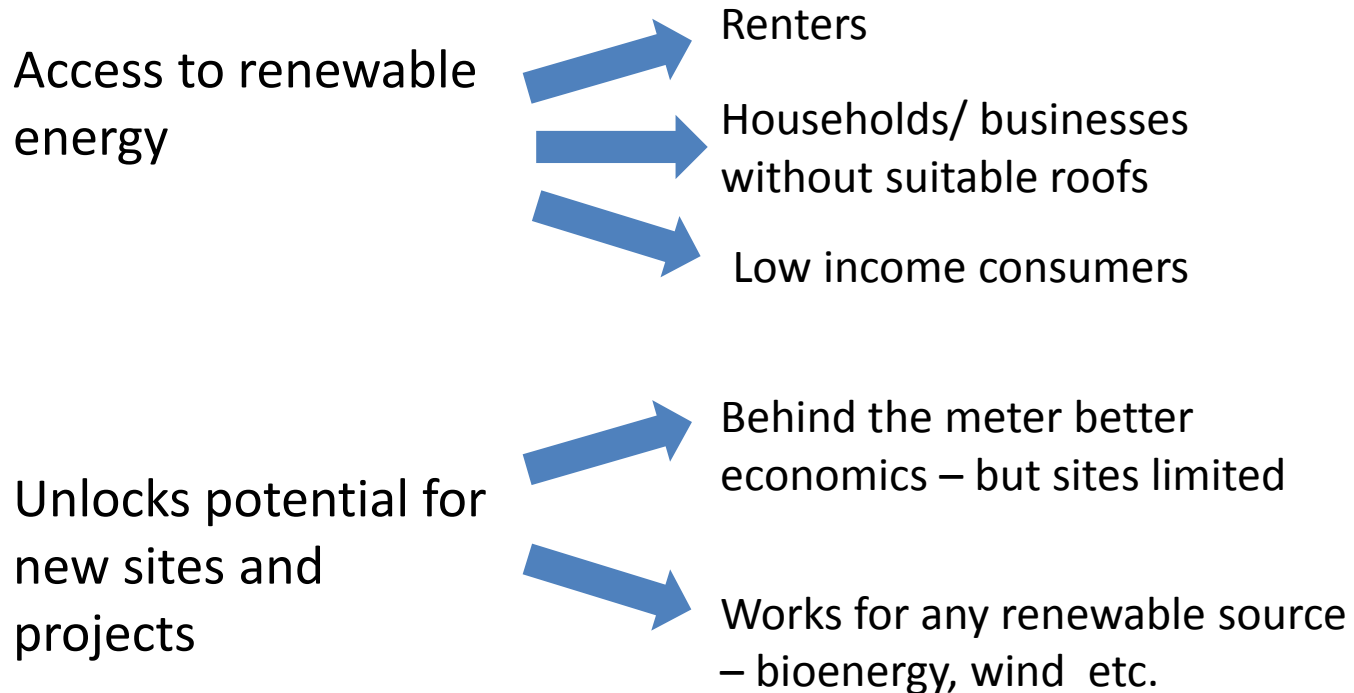 Access to renewable
energy
Renters
Households/ businesses
without suitable roofs
Low income consumers
Unlocks potential for
new sites and
projects
Behind the meter better
economics – but sites limited
Works for any renewable source
– bioenergy, wind  etc.